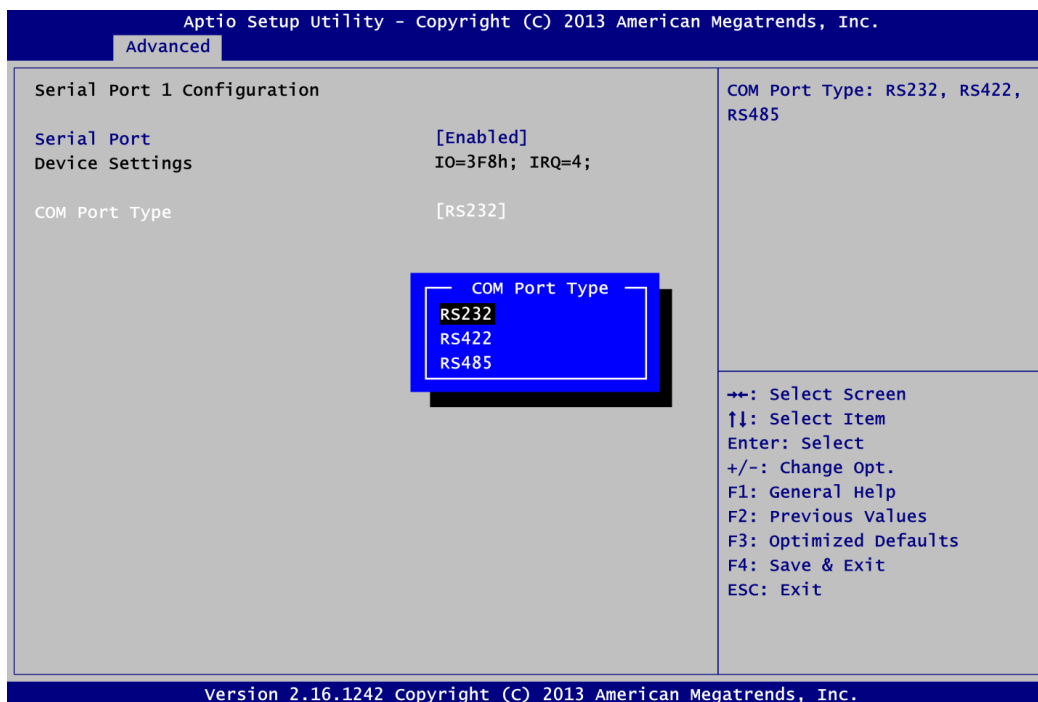 Aptio Setup Utility - Copyright (C) 2013 American Megatrends, Inc.
Advanced
Serial Port 1 Configuration
Serial Port [Enabled]
Device Settings IO=3F8h; IRQ=4;
COM Port Type [RS232]
COM Port Type
RS232
RS422
RS485
COM Port Type: RS232, RS422,
RS485
→←: Select Screen
↑↓: Select Item
Enter: Select
+/-: Change Opt.
F1: General Help
F2: Previous Values
F3: Optimized Defaults
F4: Save & Exit
ESC: Exit
Version 2.16.1242 Copyright (C) 2013 American Megatrends, Inc.